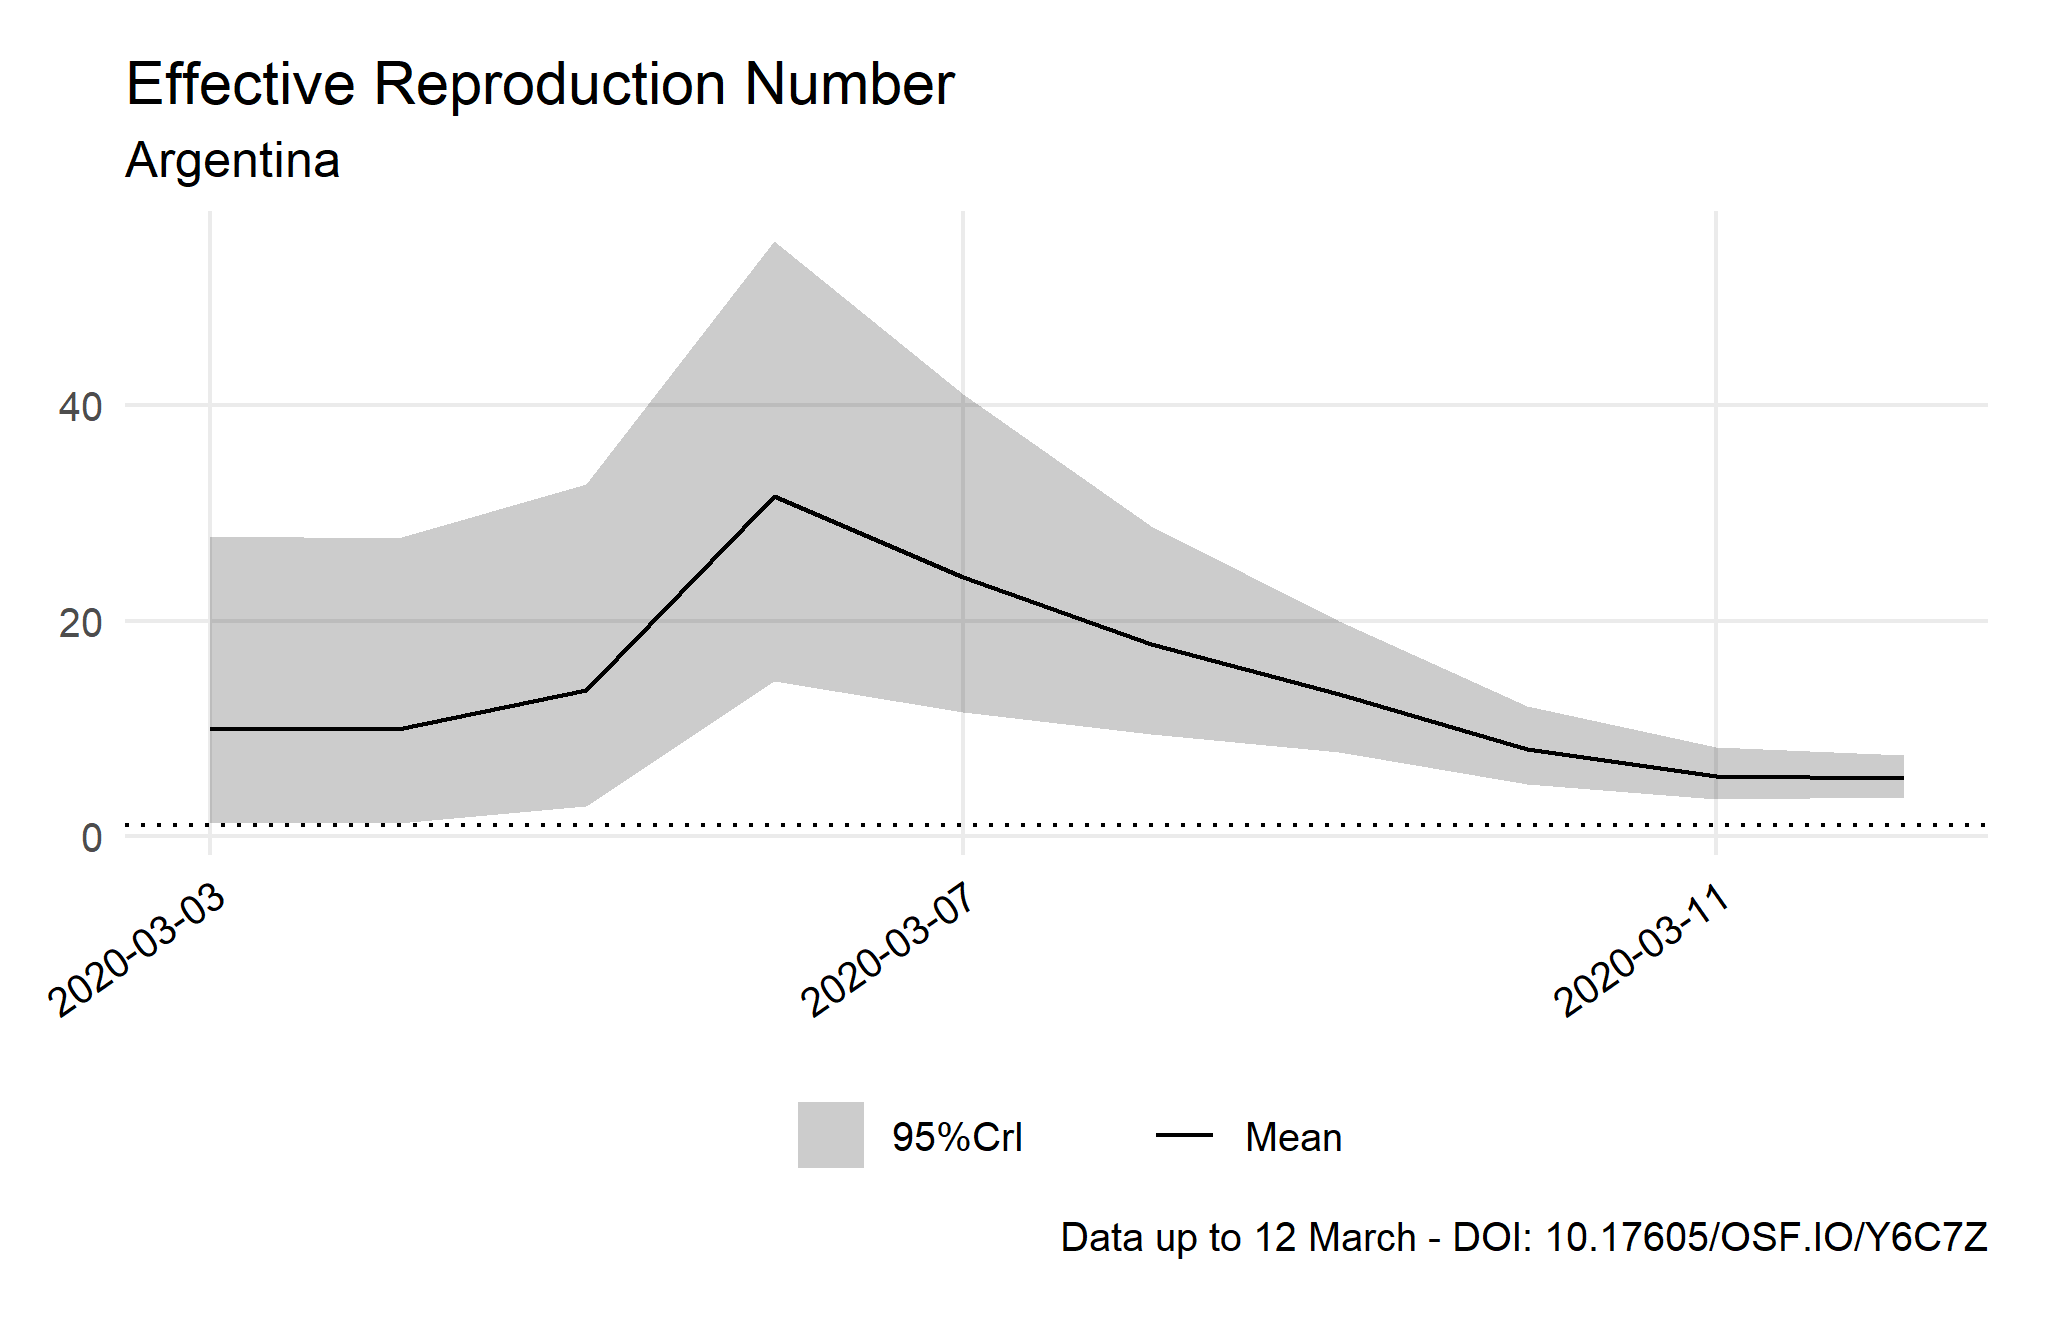 Effective Reproduction Number
Argentina
40
20
0
2020-03-03
2020-03-07
2020-03-11
95%CrI
Mean
Data up to 12 March - DOI: 10.17605/OSF.IO/Y6C7Z